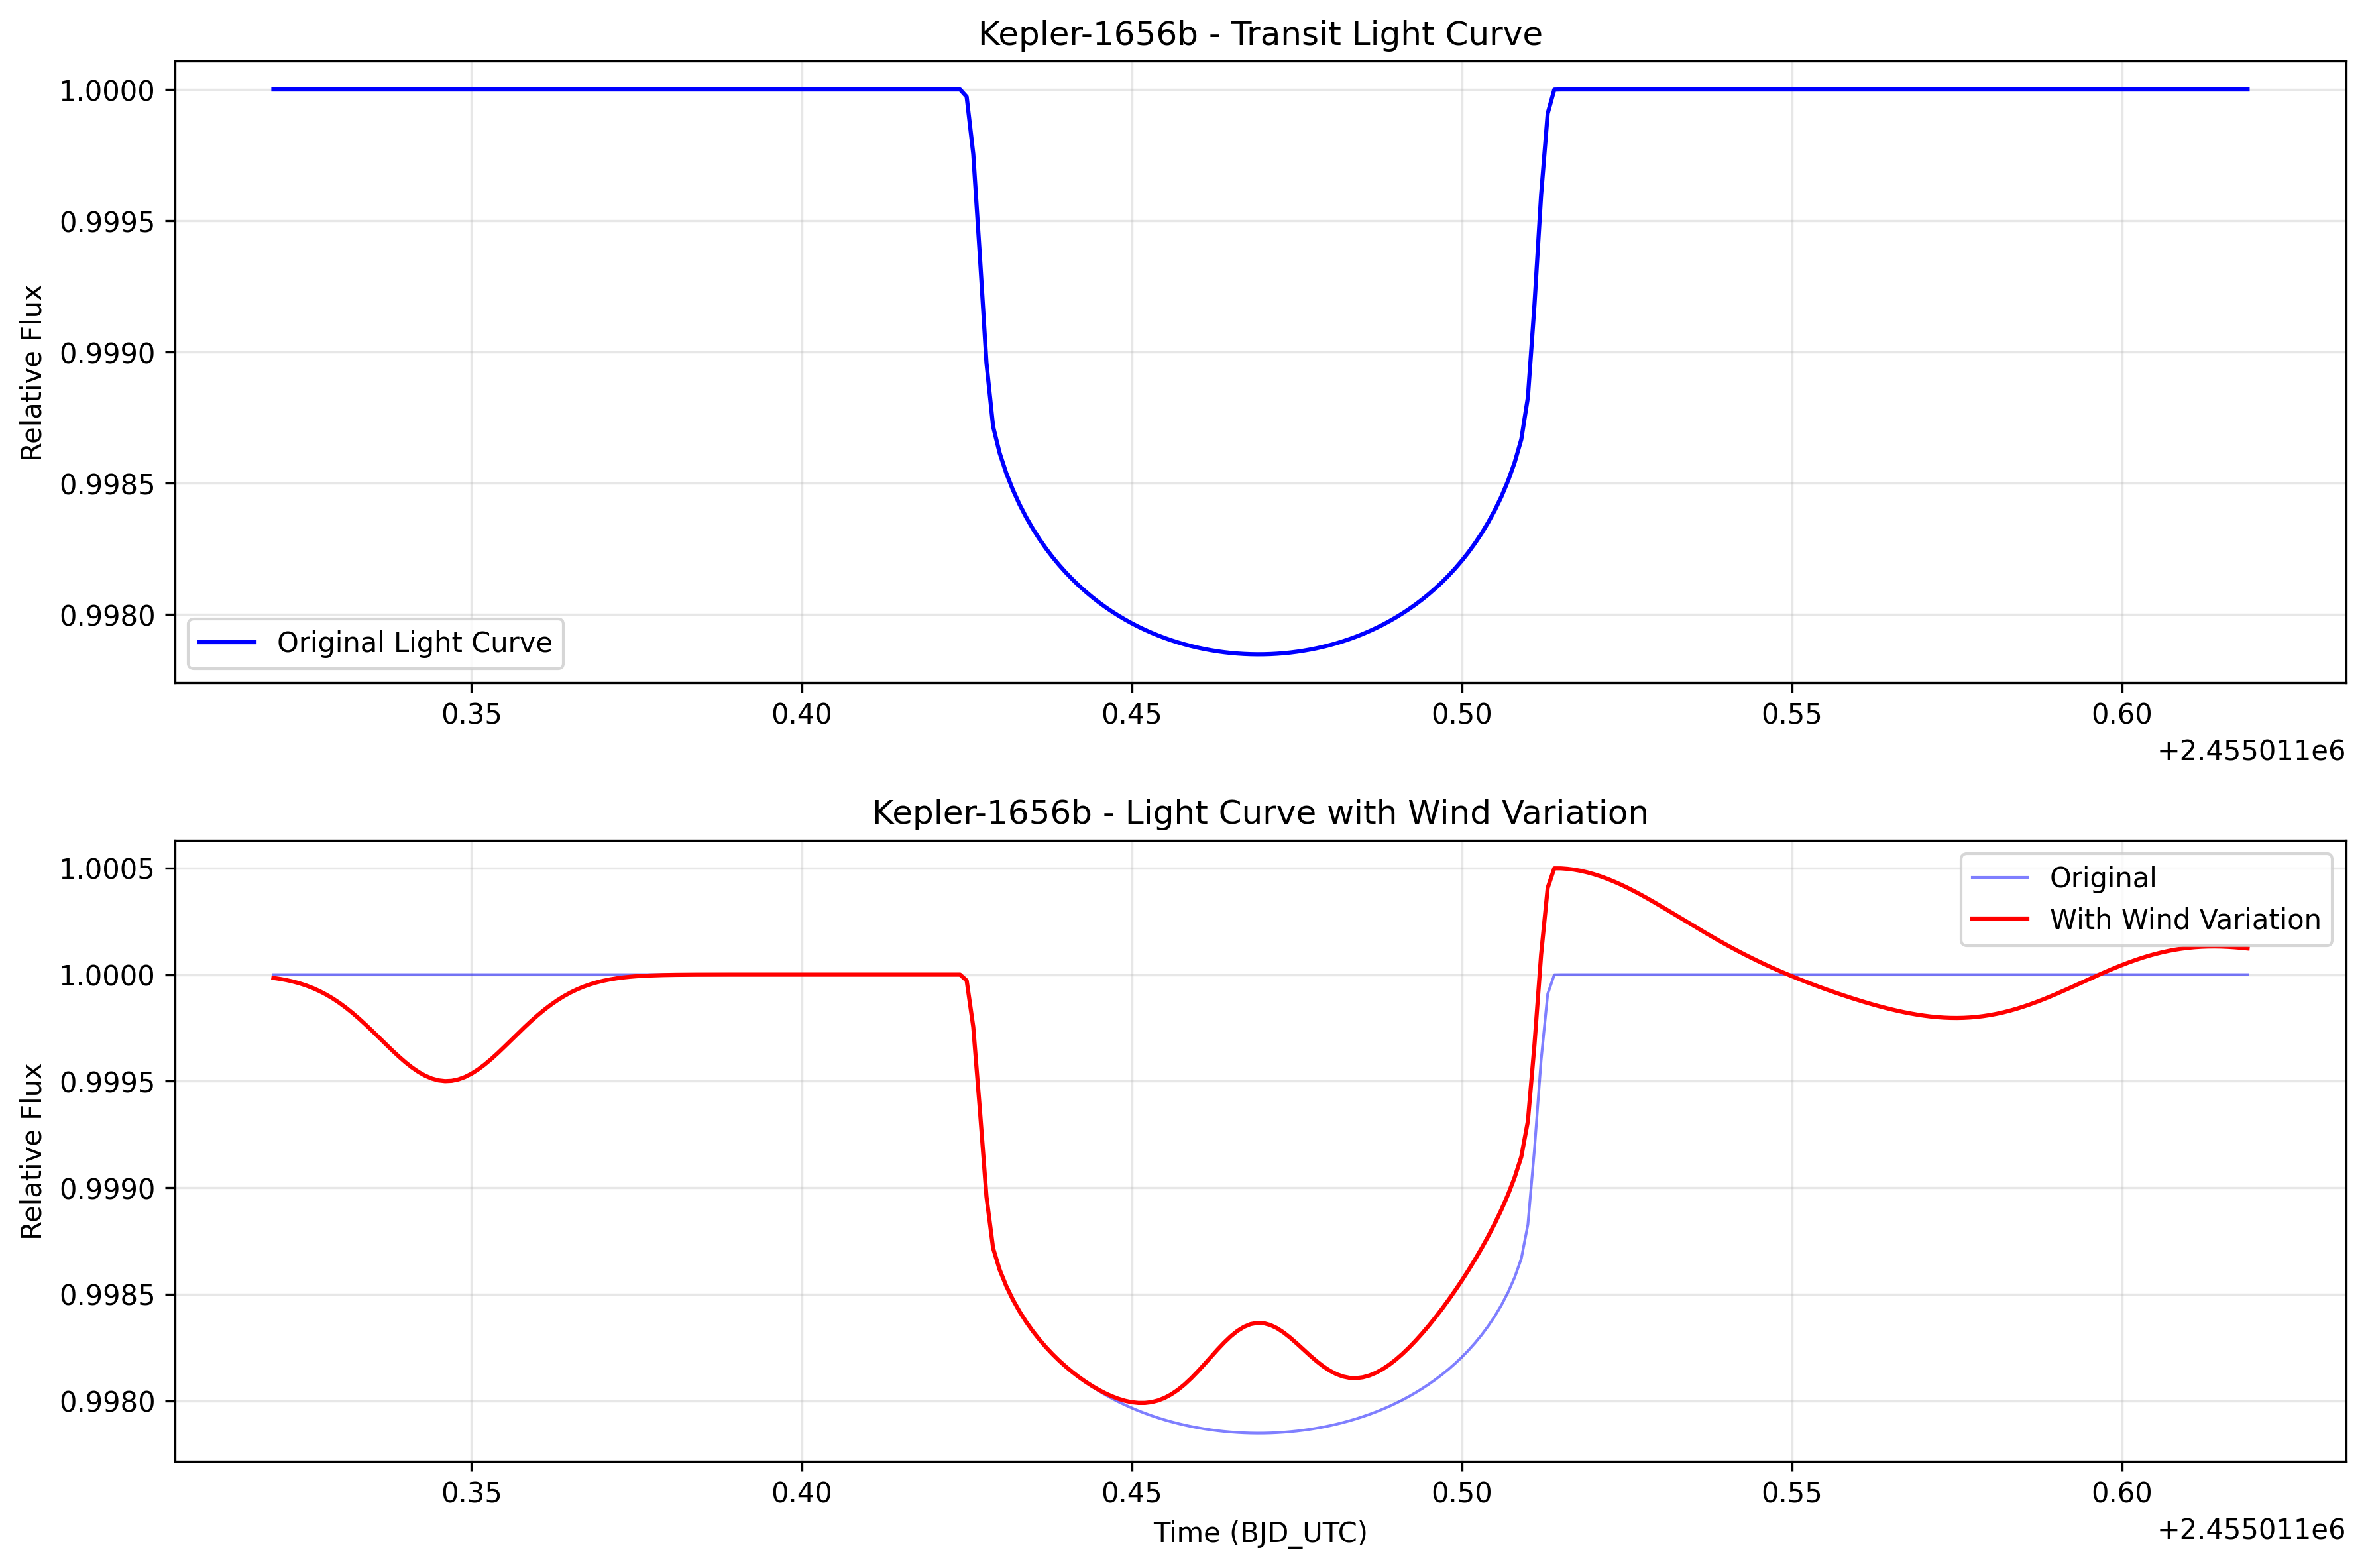 Kepler-1656b - Transit Light Curve
Relative Flux
1.0000
0.9995
0.9990
0.9985
0.9980
Original Light Curve
0.35 0.40 0.45 0.50 0.55 0.60
+2.455011e6
Kepler-1656b - Light Curve with Wind Variation
Relative Flux
1.0005
1.0000
0.9995
0.9990
0.9985
0.9980
Original
With Wind Variation
0.35 0.40 0.45 0.50 0.55 0.60
Time (BJD_UTC)
+2.455011e6